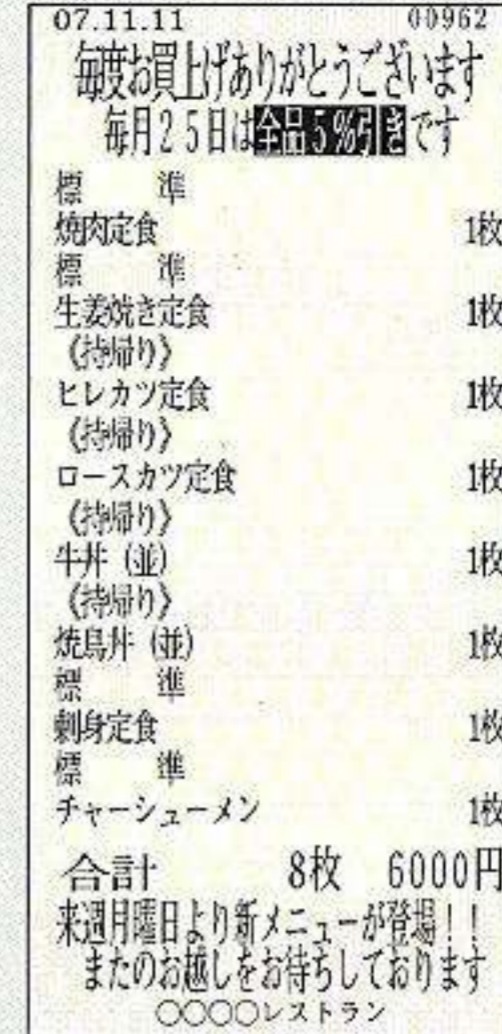 07.11.11 00962
毎度お買上げありがとうございます
毎月25日は全品5%引きです
標 準
焼肉定食 1枚
標 準
生姜焼き定食 1枚
《持帰り》
ヒレカツ定食 1枚
《持帰り》
ロースカツ定食 1枚
《持帰り》
牛丼 (並) 1枚
《持帰り》
焼鳥丼 (並) 1枚
標 準
刺身定食 1枚
標 準
チャーシューメン 1枚
合計 8枚 6000円
来週月曜日より新メニューが登場!!
またのお越しをお待ちしております
○○○○レストラン